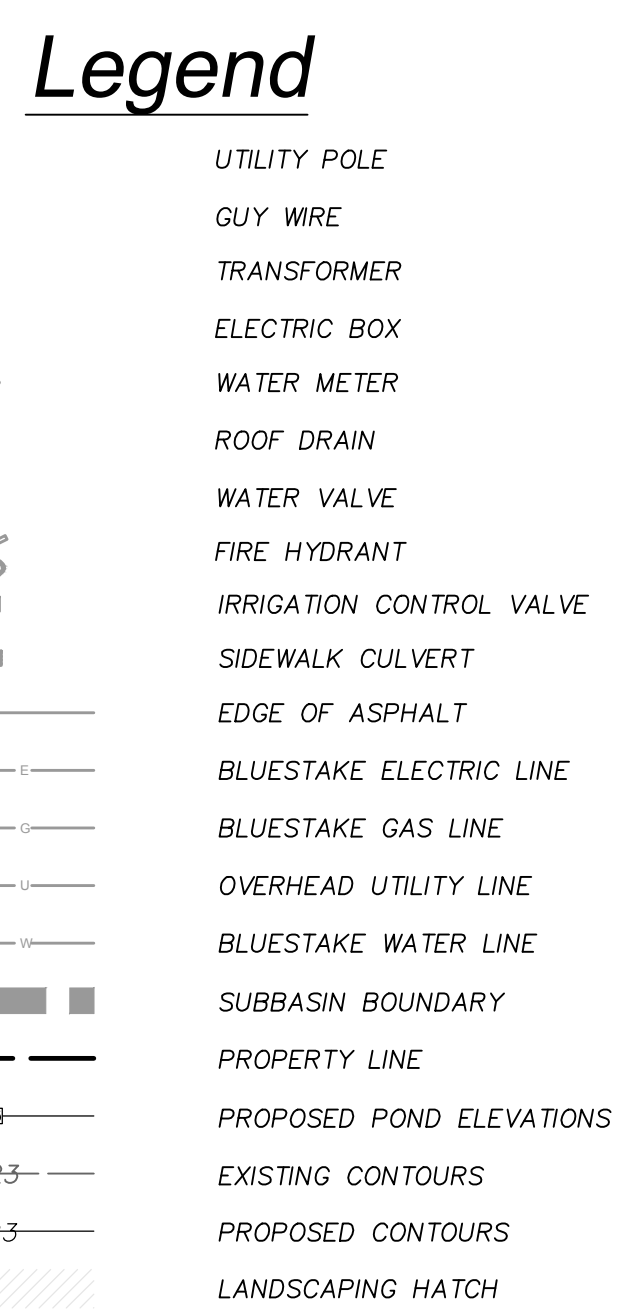 Legend
UTILITY POLE
GUY WIRE
TRANSFORMER
ELECTRIC BOX
WATER METER
ROOF DRAIN
WATER VALVE
FIRE HYDRANT
IRRIGATION CONTROL VALVE
SIDEWALK CULVERT
EDGE OF ASPHALT
E BLUESTAKE ELECTRIC LINE
G BLUESTAKE GAS LINE
U OVERHEAD UTILITY LINE
W BLUESTAKE WATER LINE
SUBBASIN BOUNDARY
PROPERTY LINE
PROPOSED POND ELEVATIONS
EXISTING CONTOURS
3 PROPOSED CONTOURS
LANDSCAPING HATCH